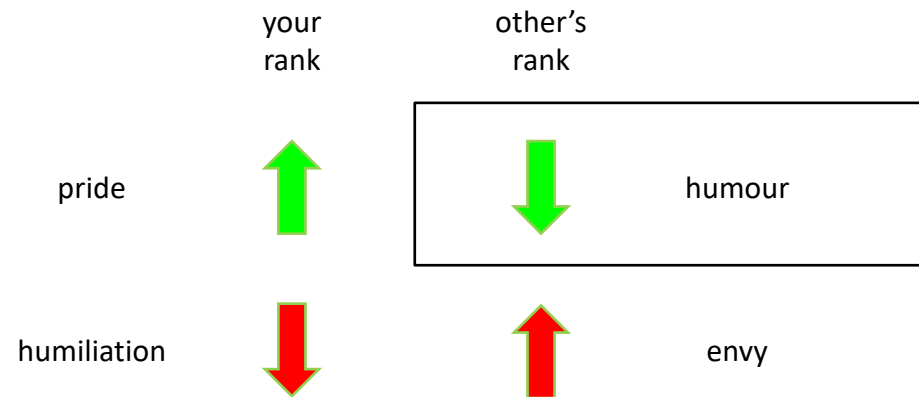 your
rank
other’s
rank
pride
humour
humiliation
envy